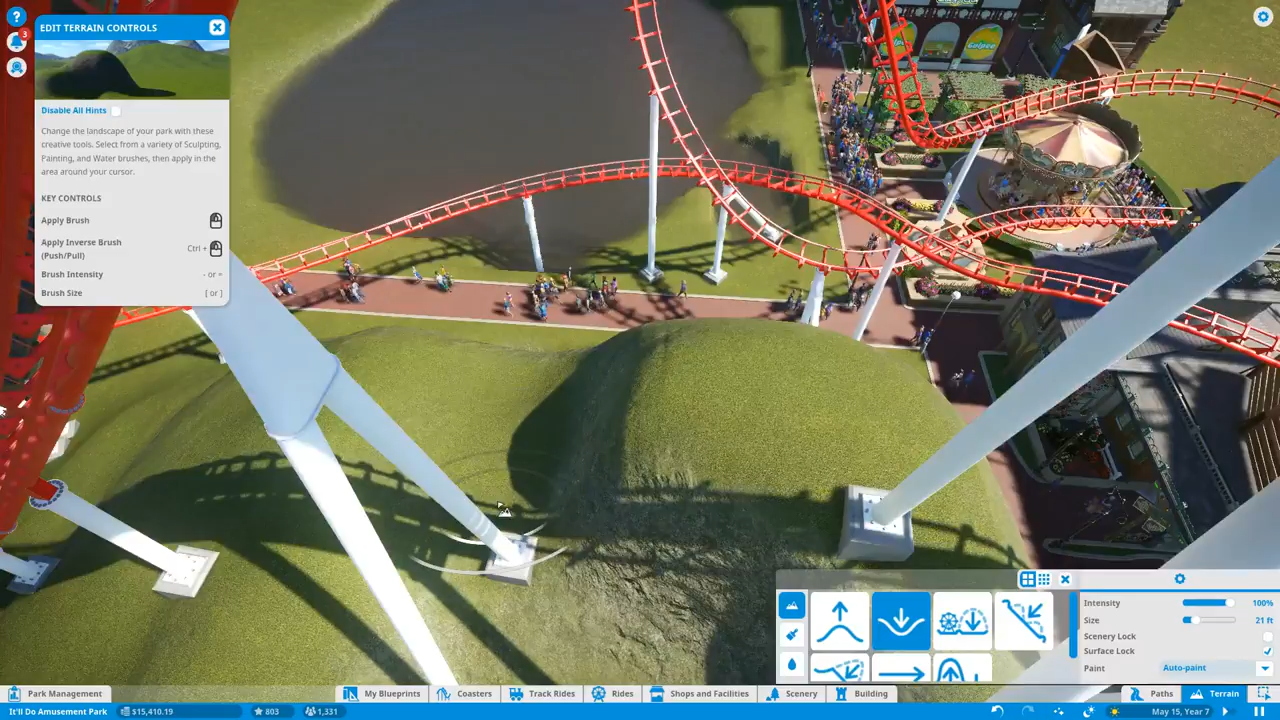 3
EDIT TERRAIN CONTROLS
Disable All Hints
Change the landscape of your park with these
creative tools. Select from a variety of Sculpting,
Painting, and Water brushes, then apply in the
area around your cursor.
KEY CONTROLS
Apply Brush
Apply Inverse Brush
(Push/Pull)
Ctrl +
Brush Intensity - or =
Brush Size [ or ]
Gulpee
Intensity 100%
Size 21 ft
Scenery Lock
Surface Lock
Paint Auto-paint
Park Management
My Blueprints
Coasters
Track Rides
Rides
Shops and Facilities
Scenery
Building
Paths
Terrain
It'll Do Amusement Park
$15,410.19
803
1,331
May 15, Year 7